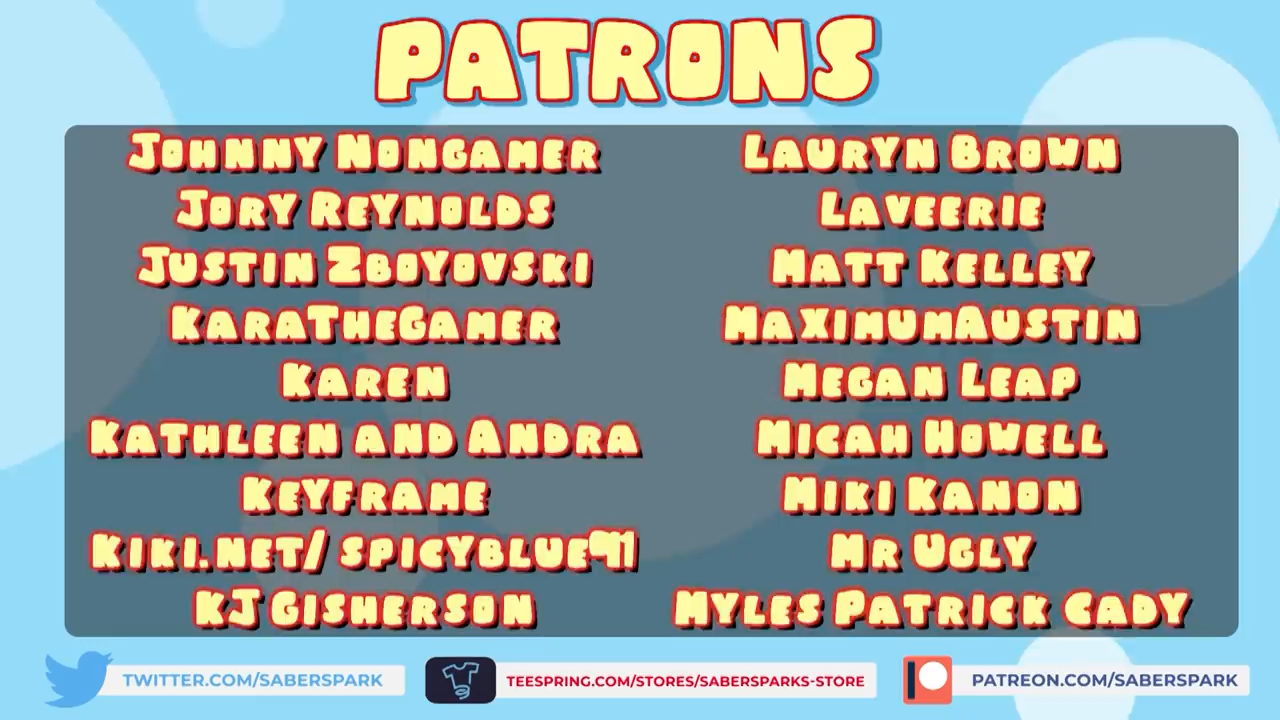 PATRONS
Johnny Nongamer
Jory Reynolds
Justin Zboyovski
KaraTheGamer
Karen
Kathleen and Andra
Keyframe
Kiki.net/ spicyblue91
KJ Gisherson
Lauryn Brown
Laveerie
Matt Kelley
MaximumAustin
Megan Leap
Micah Howell
Miki Kanon
Mr Ugly
Myles Patrick Cady
TWITTER.COM/SABERSPARK
TEESPRING.COM/STORES/SABERSPARKS-STORE
PATREON.COM/SABERSPARK